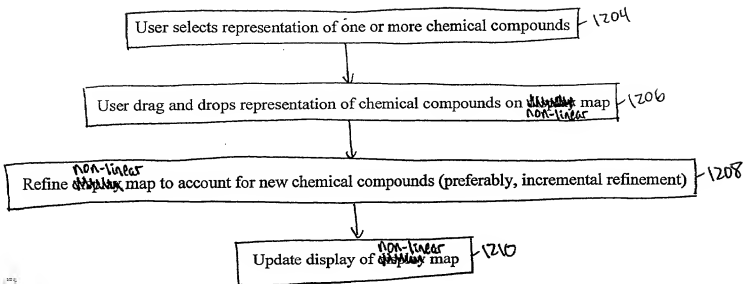 User selects representation of one or more chemical compounds 1204
User drag and drops representation of chemical compounds on non-linear map 1206
Refine non-linear map to account for new chemical compounds (preferably, incremental refinement) 1208
Update display of non-linear map 1210